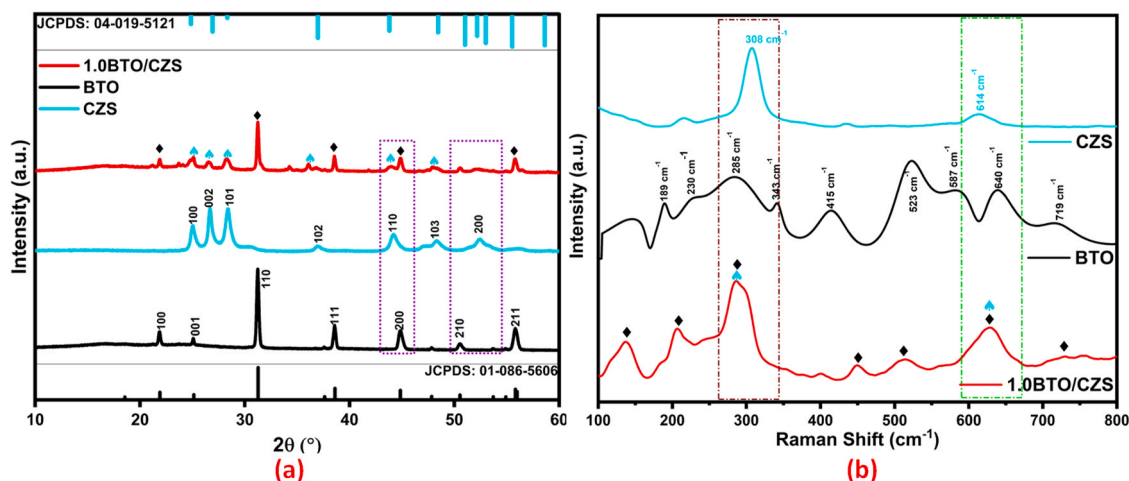 JCPDS: 04-019-5121
1.0BTO/CZS
BTO
CZS
100
002
101
102
110
103
200
100
001
110
111
200
210
211
JCPDS: 01-086-5606
Intensity (a.u.)
10 20 30 40 50 60
2θ (°)
(a)
308 cm-1
614 cm-1
CZS
189 cm-1
230 cm-1
285 cm-1
343 cm-1
415 cm-1
523 cm-1
587 cm-1
640 cm-1
719 cm-1
BTO
1.0BTO/CZS
Intensity (a.u.)
100 200 300 400 500 600 700 800
Raman Shift (cm-1)
(b)